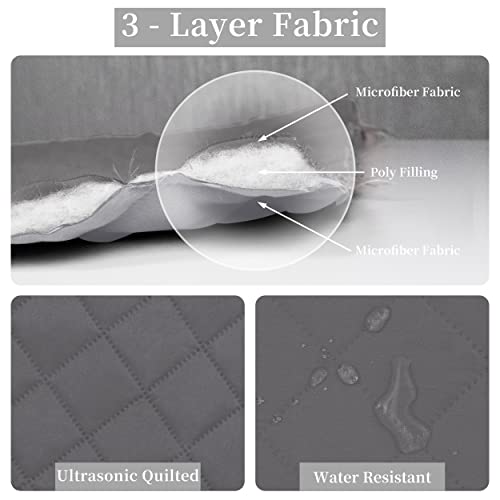 3 - Layer Fabric
Microfiber Fabric
Poly Filling
Microfiber Fabric
Ultrasonic Quilted
Water Resistant